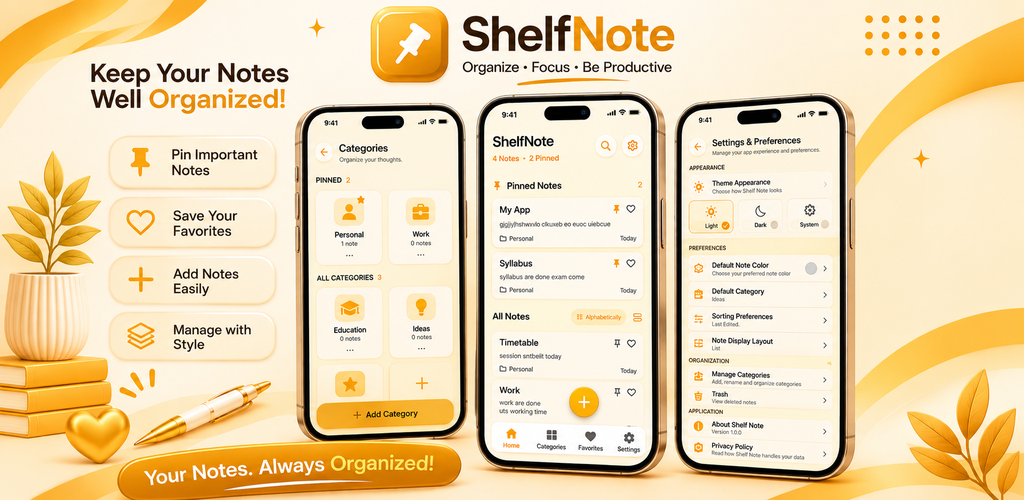 ShelfNote
Organize • Focus • Be Productive
Keep Your Notes
Well Organized!
Pin Important
Notes
Save Your
Favorites
Add Notes
Easily
Manage with
Style
Your Notes. Always Organized!
9:41
Categories
Organize your thoughts.
PINNED 2
Personal
1 note
...
Work
0 notes
...
ALL CATEGORIES 3
Education
0 notes
...
Ideas
0 notes
...
+ Add Category
9:41
ShelfNote
4 Notes • 2 Pinned
Pinned Notes 2
My App
Personal
Today
Syllabus
syllabus are done exam come
Personal
Today
All Notes
Alphabetically
Timetable
session sntbeit today
Personal
Today
Work
work are done
uts working time
Home
Categories
Favorites
Settings
9:41
Settings & Preferences
Manage your app experience and preferences.
APPEARANCE
Theme Appearance
Choose how Shelf Note looks
Light
Dark
System
PREFERENCES
Default Note Color
Choose your preferred note color
Default Category
Ideas
Sorting Preferences
Last Edited.
Note Display Layout
List
ORGANIZATION
Manage Categories
Add, rename and organize categories
Trash
View deleted notes
APPLICATION
About Shelf Note
Version 1.0.0
Privacy Policy
Read how Shelf Note handles your data